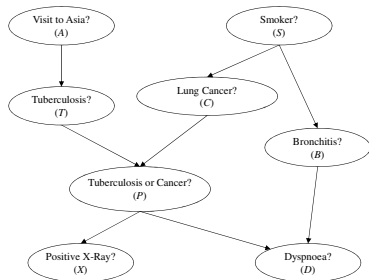 Visit to Asia?
(A)
Smoker?
(S)
Tuberculosis?
(T)
Lung Cancer?
(C)
Bronchitis?
(B)
Tuberculosis or Cancer?
(P)
Positive X-Ray?
(X)
Dyspnoea?
(D)